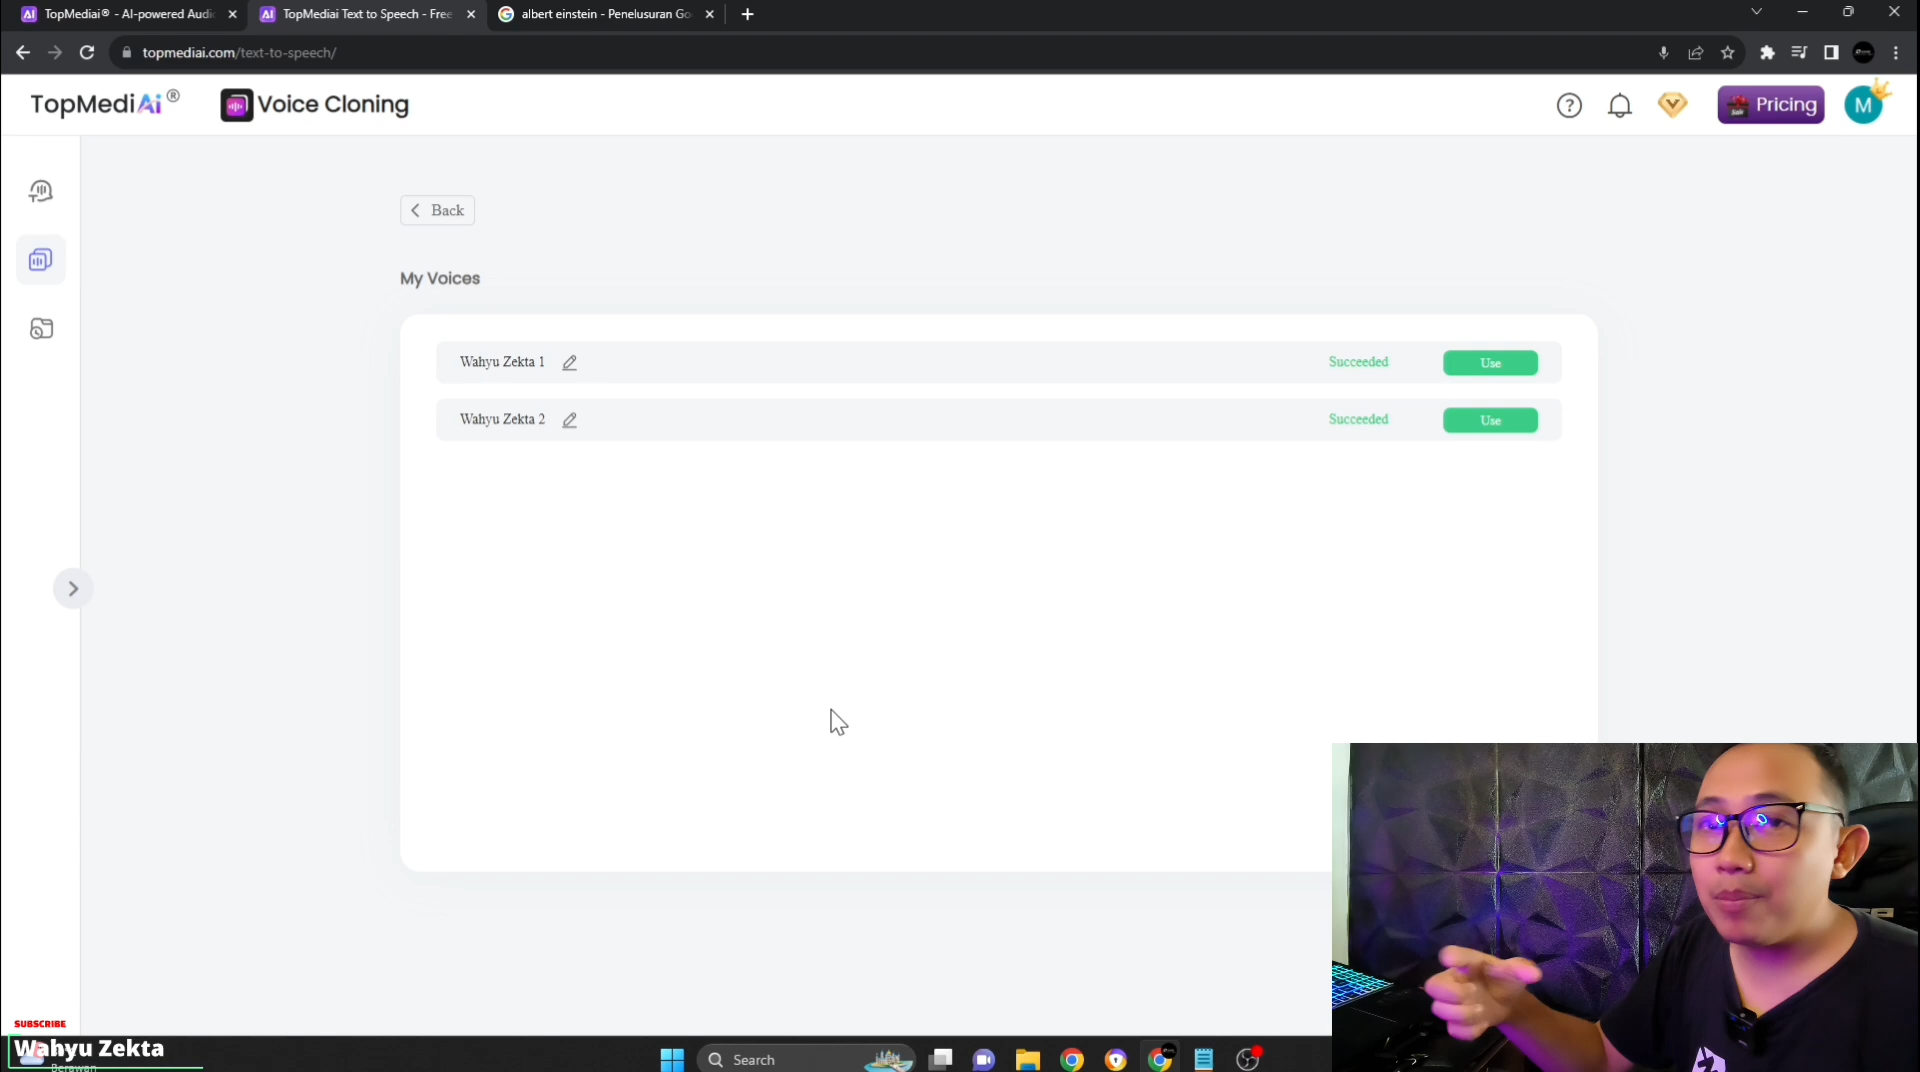 TopMediai® - AI-powered Audi
TopMediai Text to Speech - Free
albert einstein - Penelusuran Go
topmediai.com/text-to-speech/
TopMediAi®
Voice Cloning
Pricing
M
Back
My Voices
Wahyu Zekta 1
Succeeded
Use
Wahyu Zekta 2
Succeeded
Use
SUBSCRIBE
Wahyu Zekta
Berawan
Search